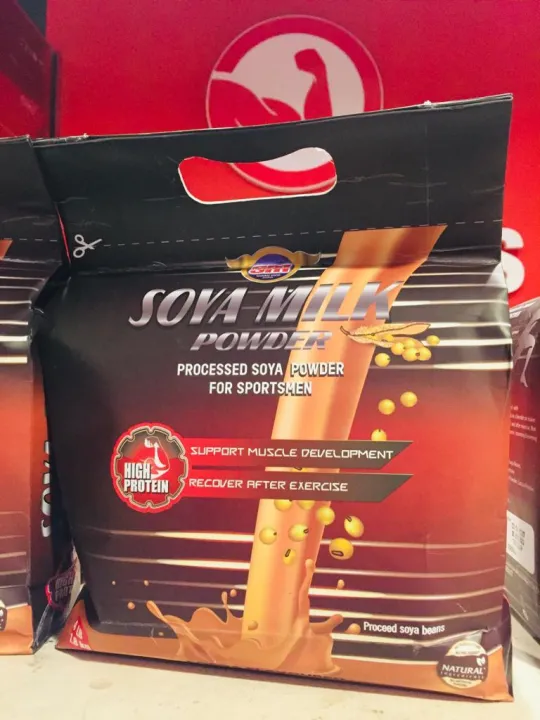 SOYA MILK
POWDER
PROCESSED SOYA POWDER
FOR SPORTSMEN
HIGH
PROTEIN
SUPPORT MUSCLE DEVELOPMENT
RECOVER AFTER EXERCISE
Proceed soya beans
NATURAL
S